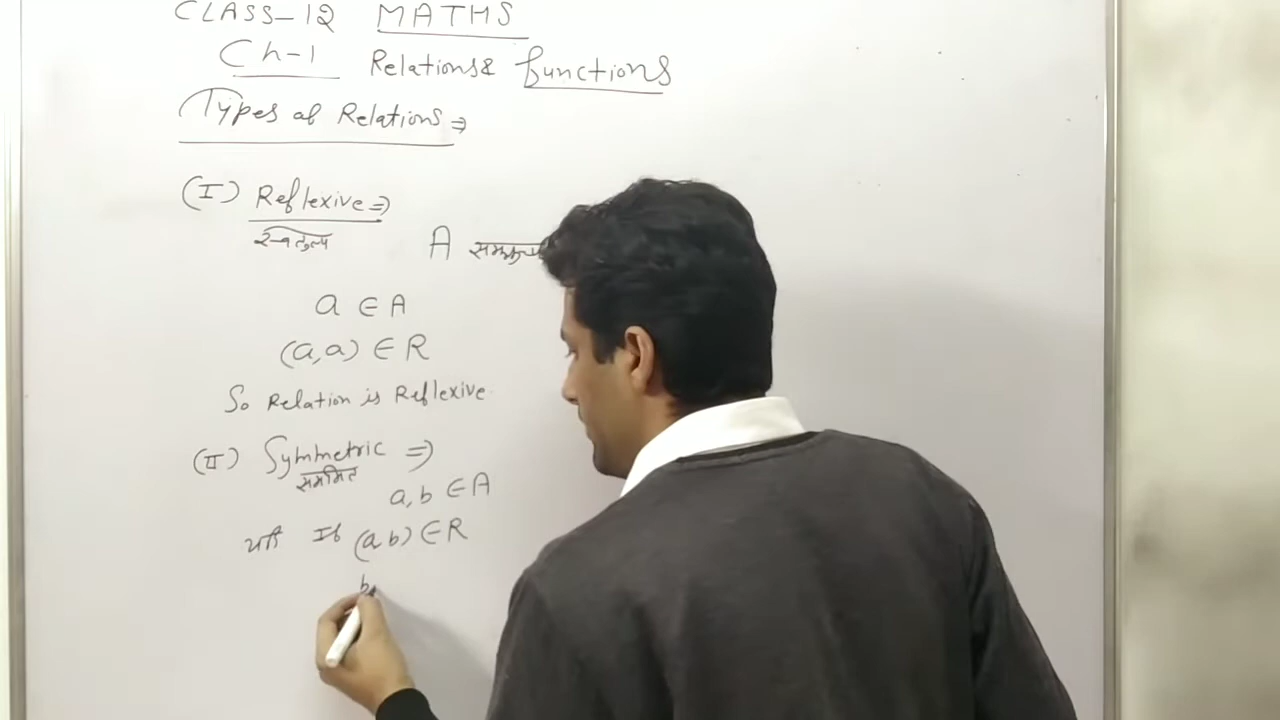 CLASS-12 MATHS
Ch-1 Relations & functions
Types of Relations ⇒
(I) Reflexive ⇒
स्वतुल्य
A
a ∈ A
(a,a) ∈ R
So Relation is Reflexive.
(II) Symmetric ⇒
सममित
a, b ∈ A
If (a b) ∈ R
b